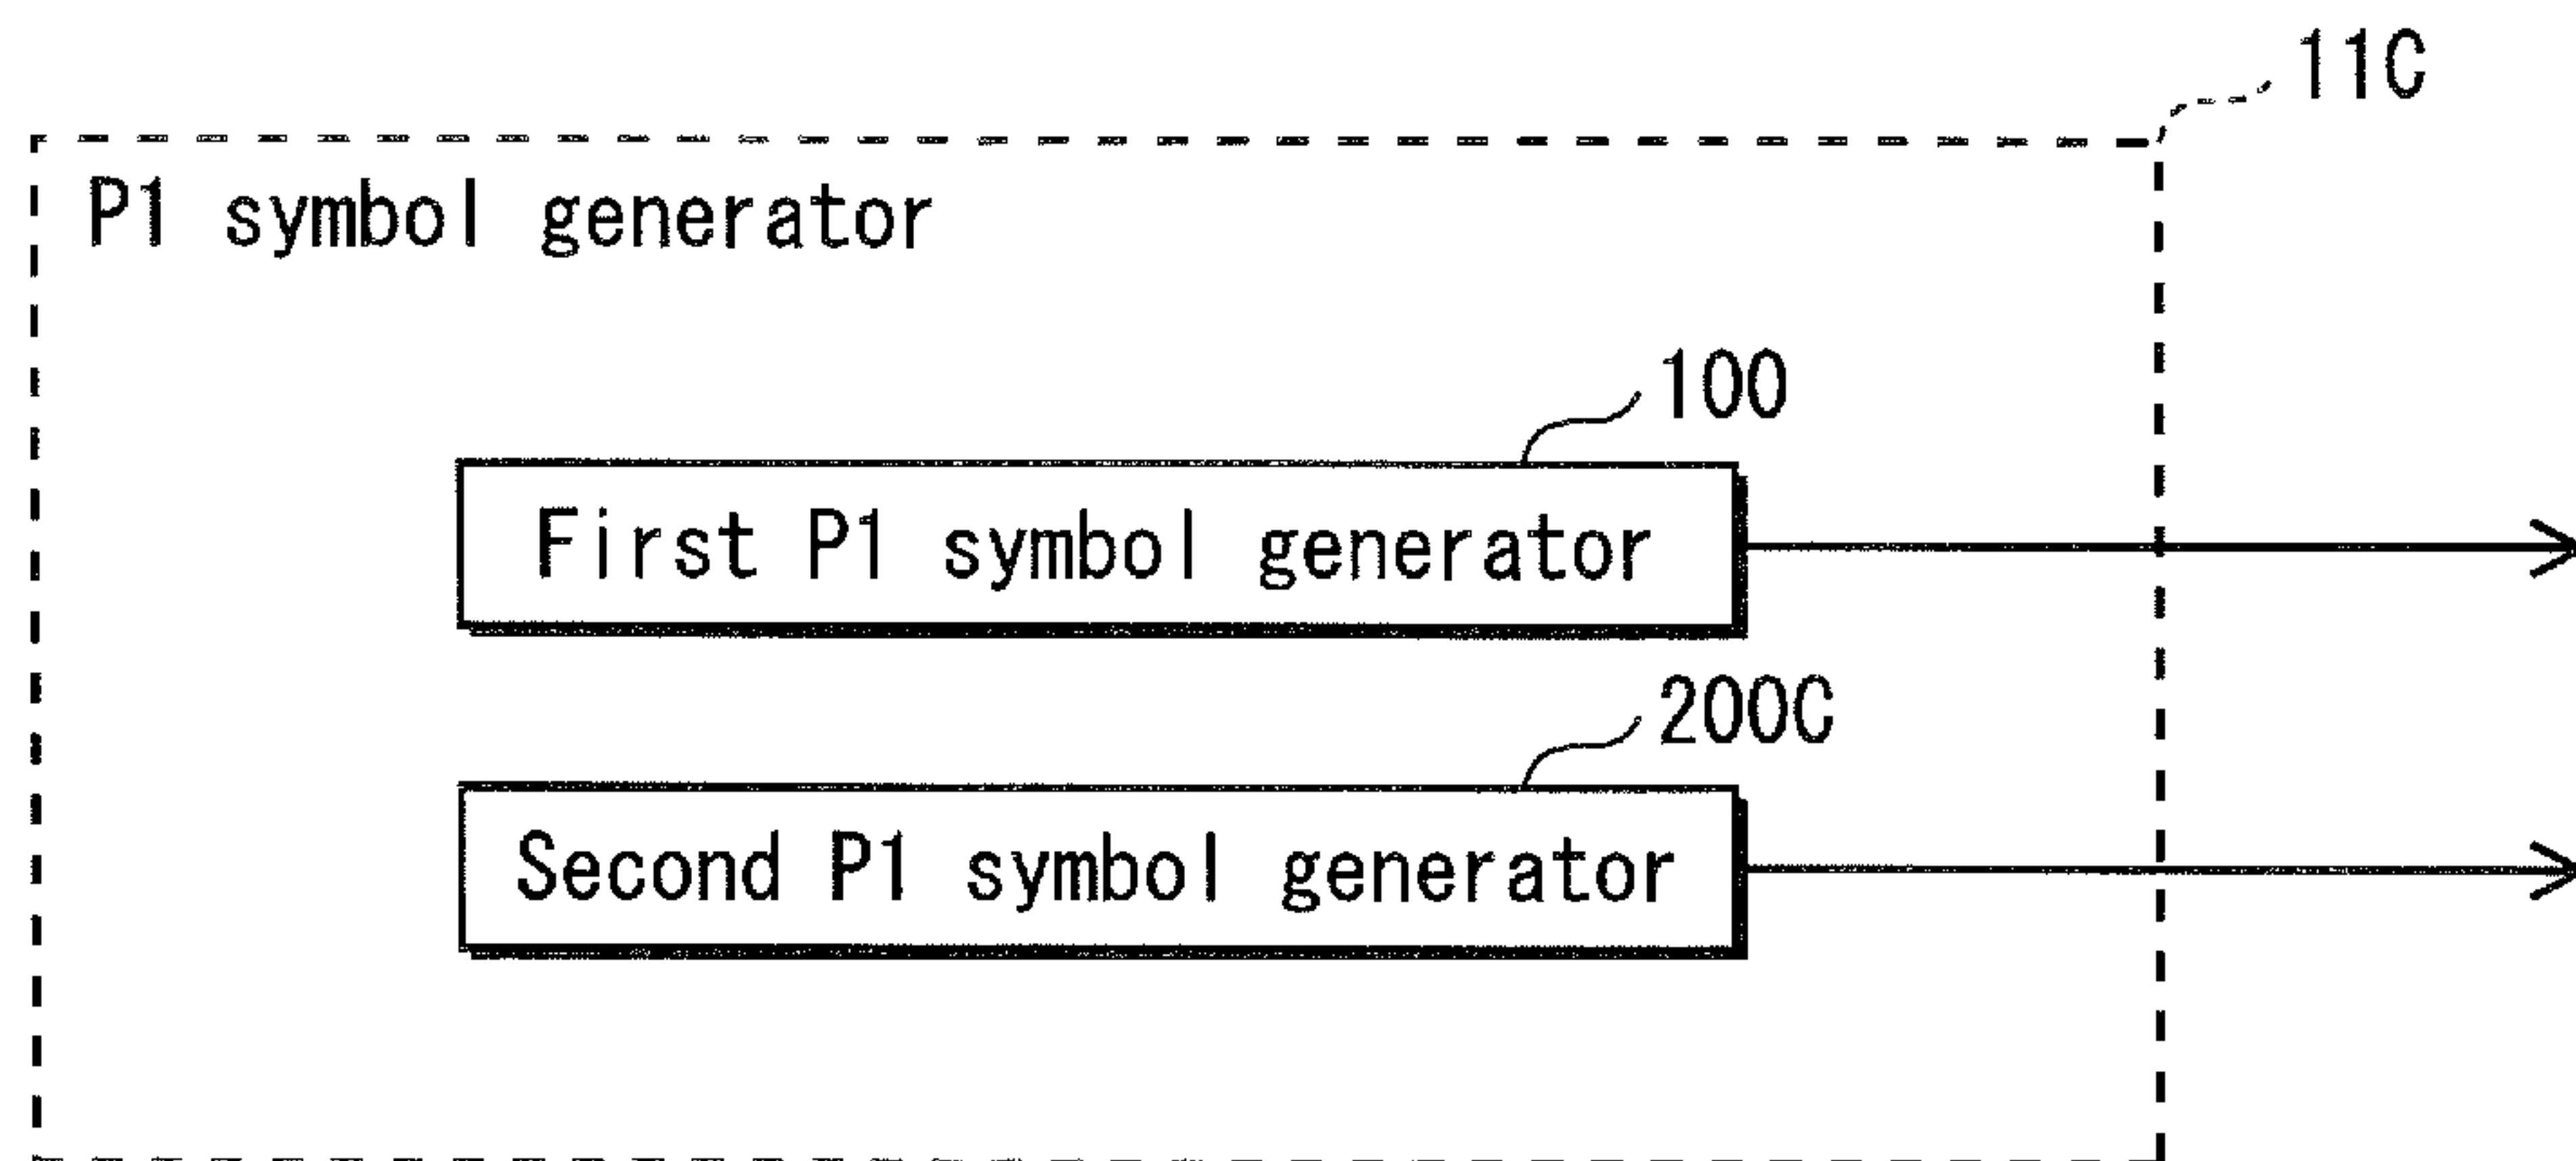 11C
P1 symbol generator
100
First P1 symbol generator
200C
Second P1 symbol generator